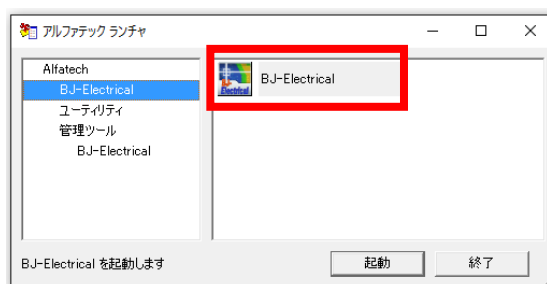 アルファテック ランチャ
Alfatech
BJ-Electrical
ユーティリティ
管理ツール
BJ-Electrical
Electrical
BJ-Electrical
BJ-Electrical を起動します
起動
終了